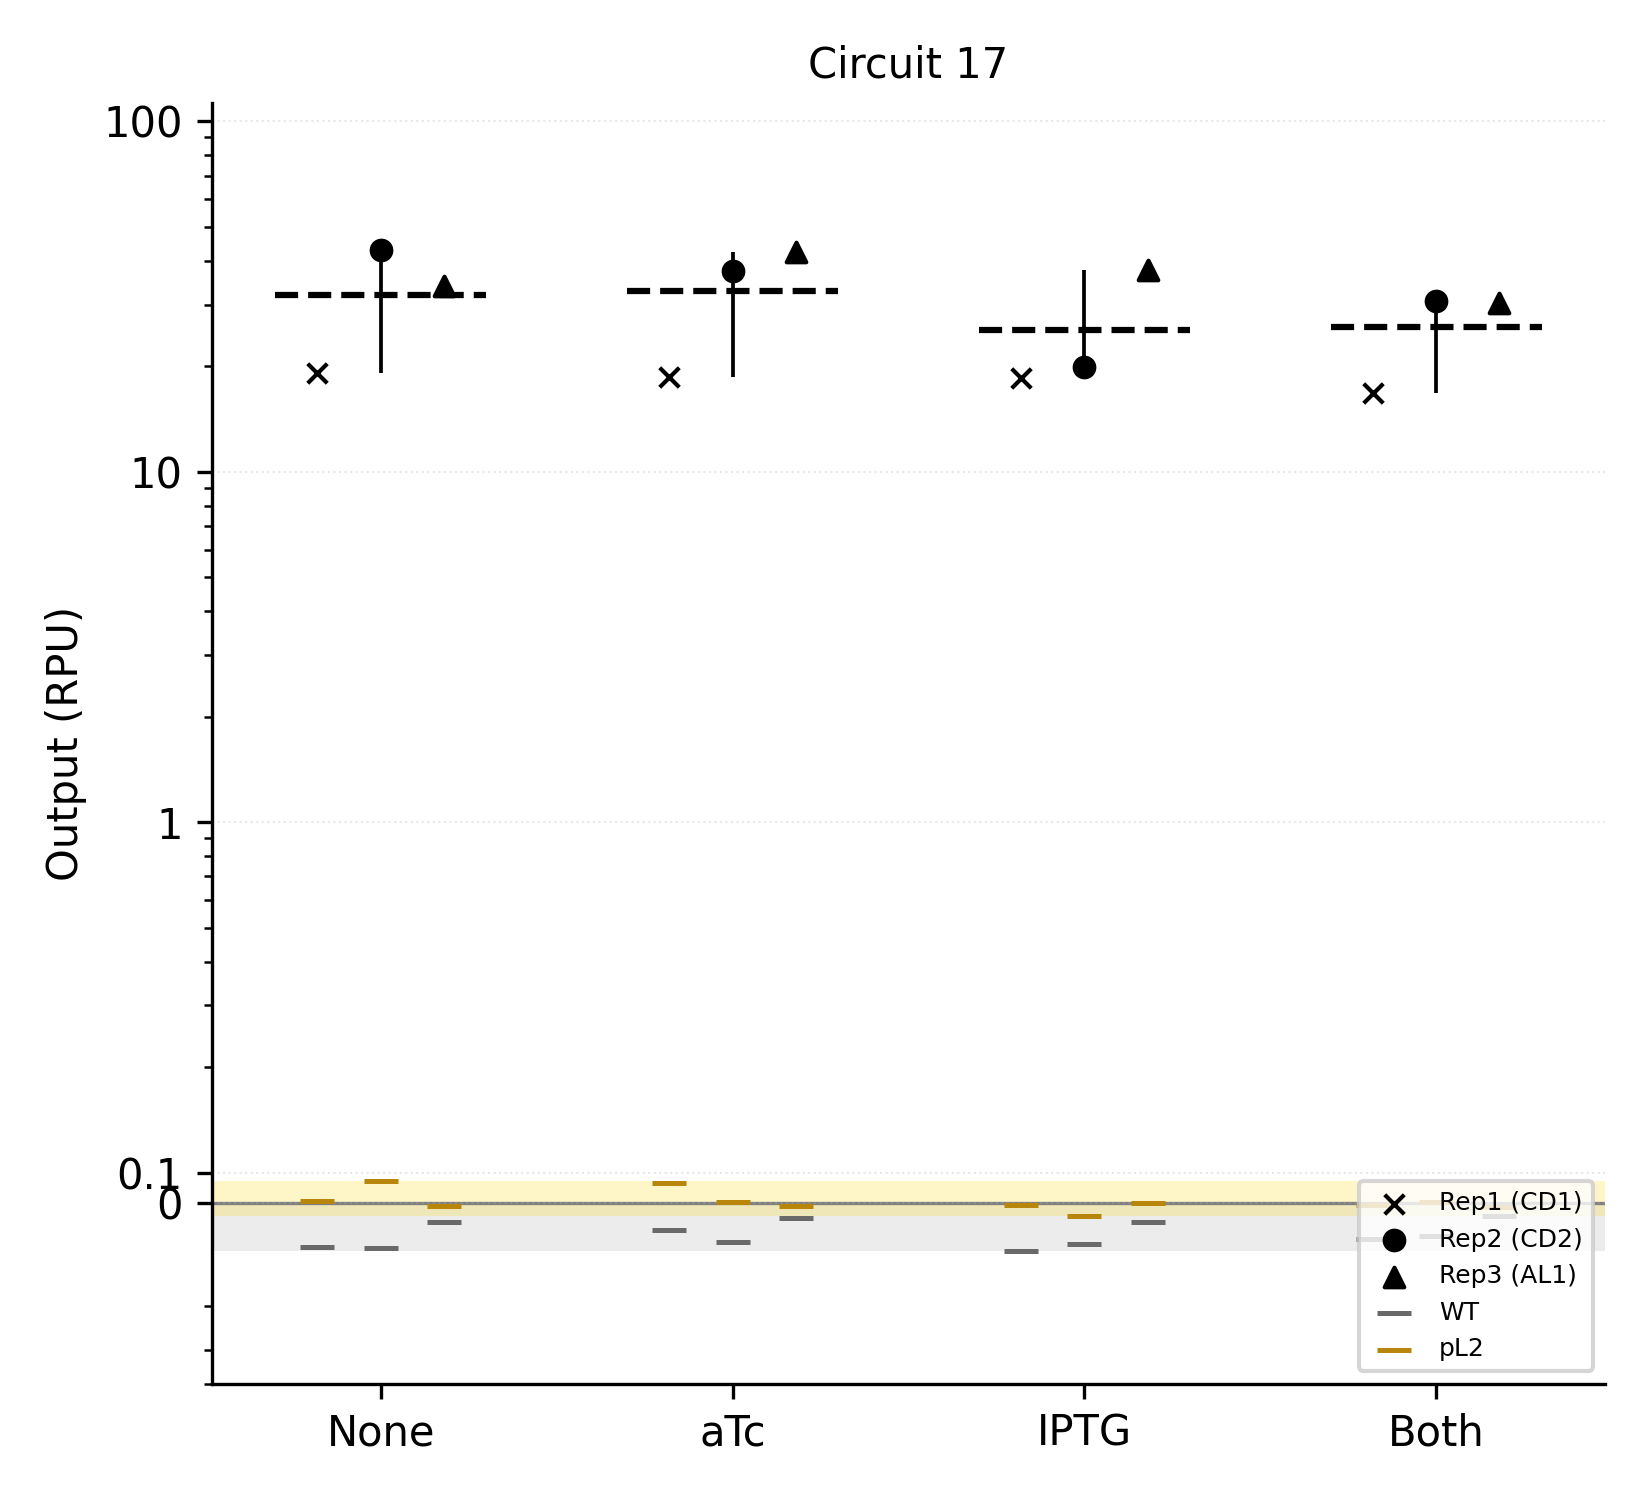 Circuit 17
100
10
1
0.1
0
Output (RPU)
None
aTc
IPTG
Both
Rep1 (CD1)
Rep2 (CD2)
Rep3 (AL1)
WT
pL2